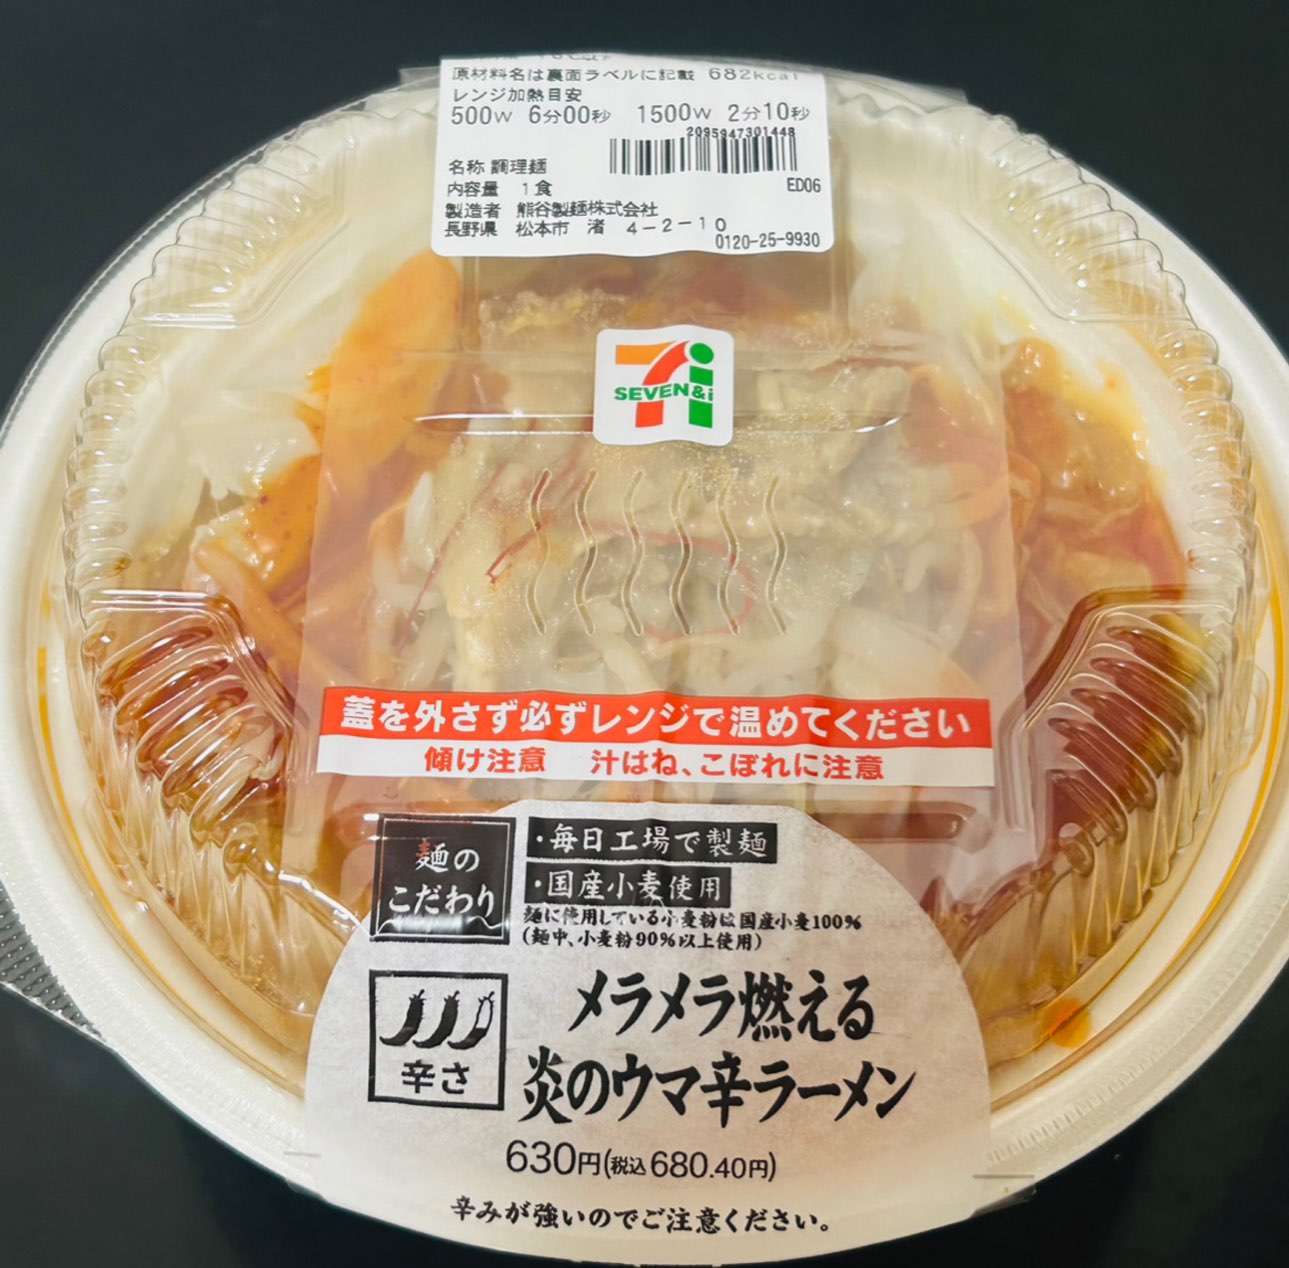 原材料名は裏面ラベルに記載 682kcal
レンジ加熱目安
500W 6分00秒 1500W 2分10秒
2095947301448
名称 調理麺
内容量 1食
ED06
製造者 熊谷製麺株式会社
長野県 松本市 渚 4-2-10
0120-25-9930
SEVEN&i
蓋を外さず必ずレンジで温めてください
傾け注意 汁はね、こぼれに注意
麺の
こだわり
・毎日工場で製麺
・国産小麦使用
麺に使用している小麦粉は国産小麦100%
(麺中、小麦粉90%以上使用)
辛さ
メラメラ燃える
炎のウマ辛ラーメン
630円(税込680.40円)
辛みが強いのでご注意ください。